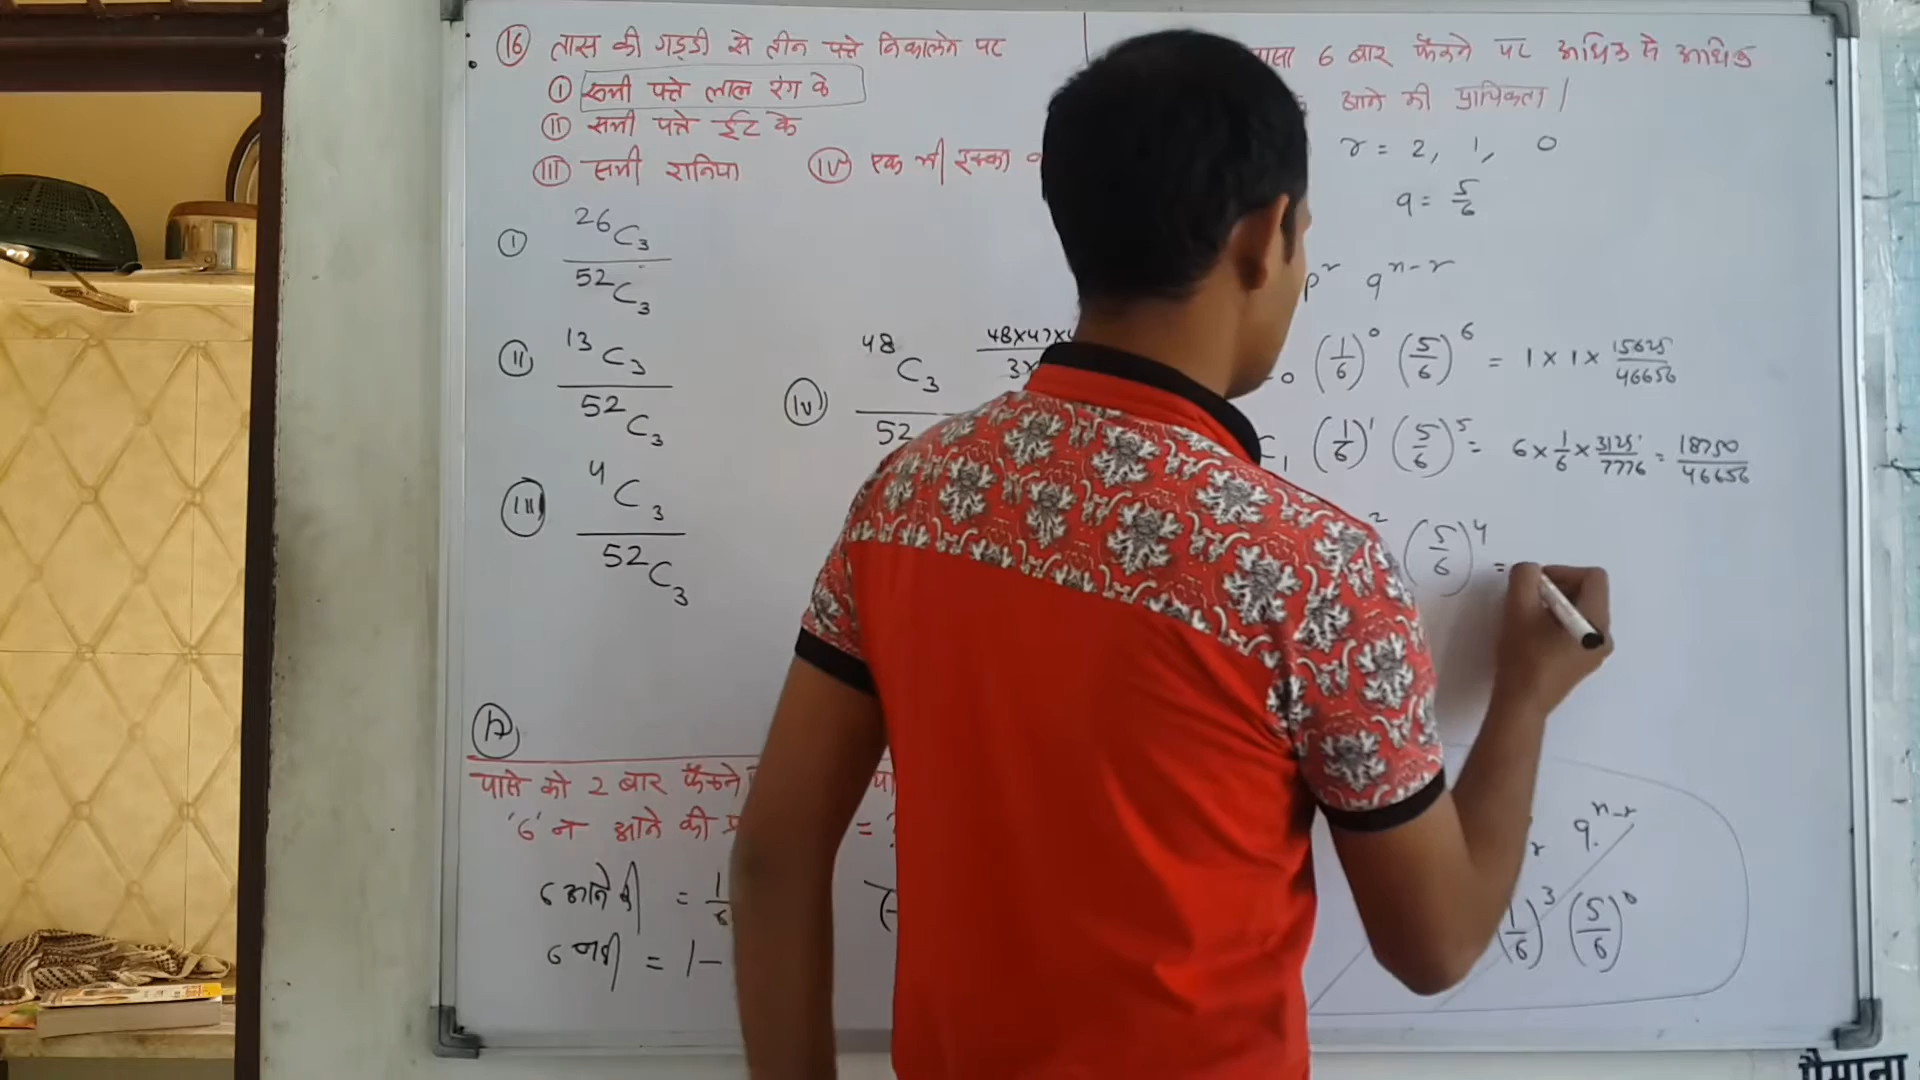 16 तास की गड्डी से तीन पत्ते निकालने पर
I सभी पत्ते लाल रंग के
II सभी पत्ते ईंट के
III सभी रानिया IV एक भी इक्का
I 26C3 / 52C3
II 13C3 / 52C3
III 4C3 / 52C3
IV 48C3 / 52
48×47×
3×
17
पासे को 2 बार फेंकने
'6' न आने की = ?
6 आने की = 1/6
6 नही = 1-
6 बार फेंकने पर अधिक से अधिक
आने की प्रायिकता।
r = 2, 1, 0
q = 5/6
p^r q^n-r
0 (1/6)^0 (5/6)^6 = 1 × 1 × 15625/46656
C1 (1/6)^1 (5/6)^5 = 6 × 1/6 × 3125/7776 = 18750/46656
2 (5/6)^4 =
r q^n-r
(1/6)^3 (5/6)^0
पैमाना